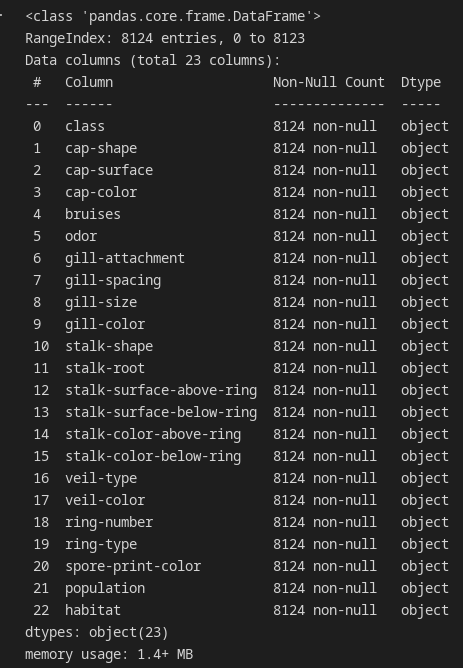 <class 'pandas.core.frame.DataFrame'>
RangeIndex: 8124 entries, 0 to 8123
Data columns (total 23 columns):
 #   Column                    Non-Null Count  Dtype
---  ------                    --------------  -----
 0   class                     8124 non-null   object
 1   cap-shape                 8124 non-null   object
 2   cap-surface               8124 non-null   object
 3   cap-color                 8124 non-null   object
 4   bruises                   8124 non-null   object
 5   odor                      8124 non-null   object
 6   gill-attachment           8124 non-null   object
 7   gill-spacing              8124 non-null   object
 8   gill-size                 8124 non-null   object
 9   gill-color                8124 non-null   object
 10  stalk-shape               8124 non-null   object
 11  stalk-root                8124 non-null   object
 12  stalk-surface-above-ring  8124 non-null   object
 13  stalk-surface-below-ring  8124 non-null   object
 14  stalk-color-above-ring    8124 non-null   object
 15  stalk-color-below-ring    8124 non-null   object
 16  veil-type                 8124 non-null   object
 17  veil-color                8124 non-null   object
 18  ring-number               8124 non-null   object
 19  ring-type                 8124 non-null   object
 20  spore-print-color         8124 non-null   object
 21  population                8124 non-null   object
 22  habitat                   8124 non-null   object
dtypes: object(23)
memory usage: 1.4+ MB